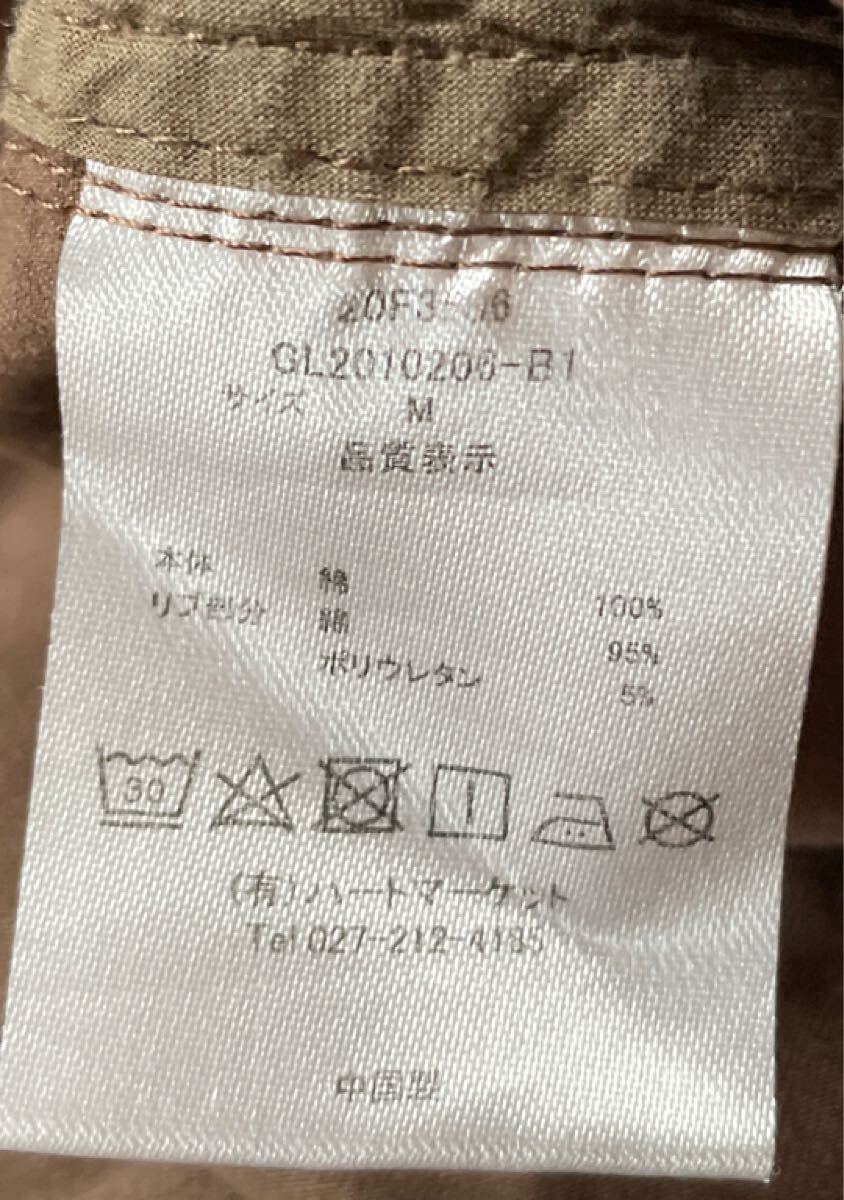 GL2010206-B1
サイズ M
品質表示
本体 綿 100%
リブ部分 綿 95%
ポリウレタン 5%
30
(有)ハートマーケット
Tel 027-212-4185
中国製